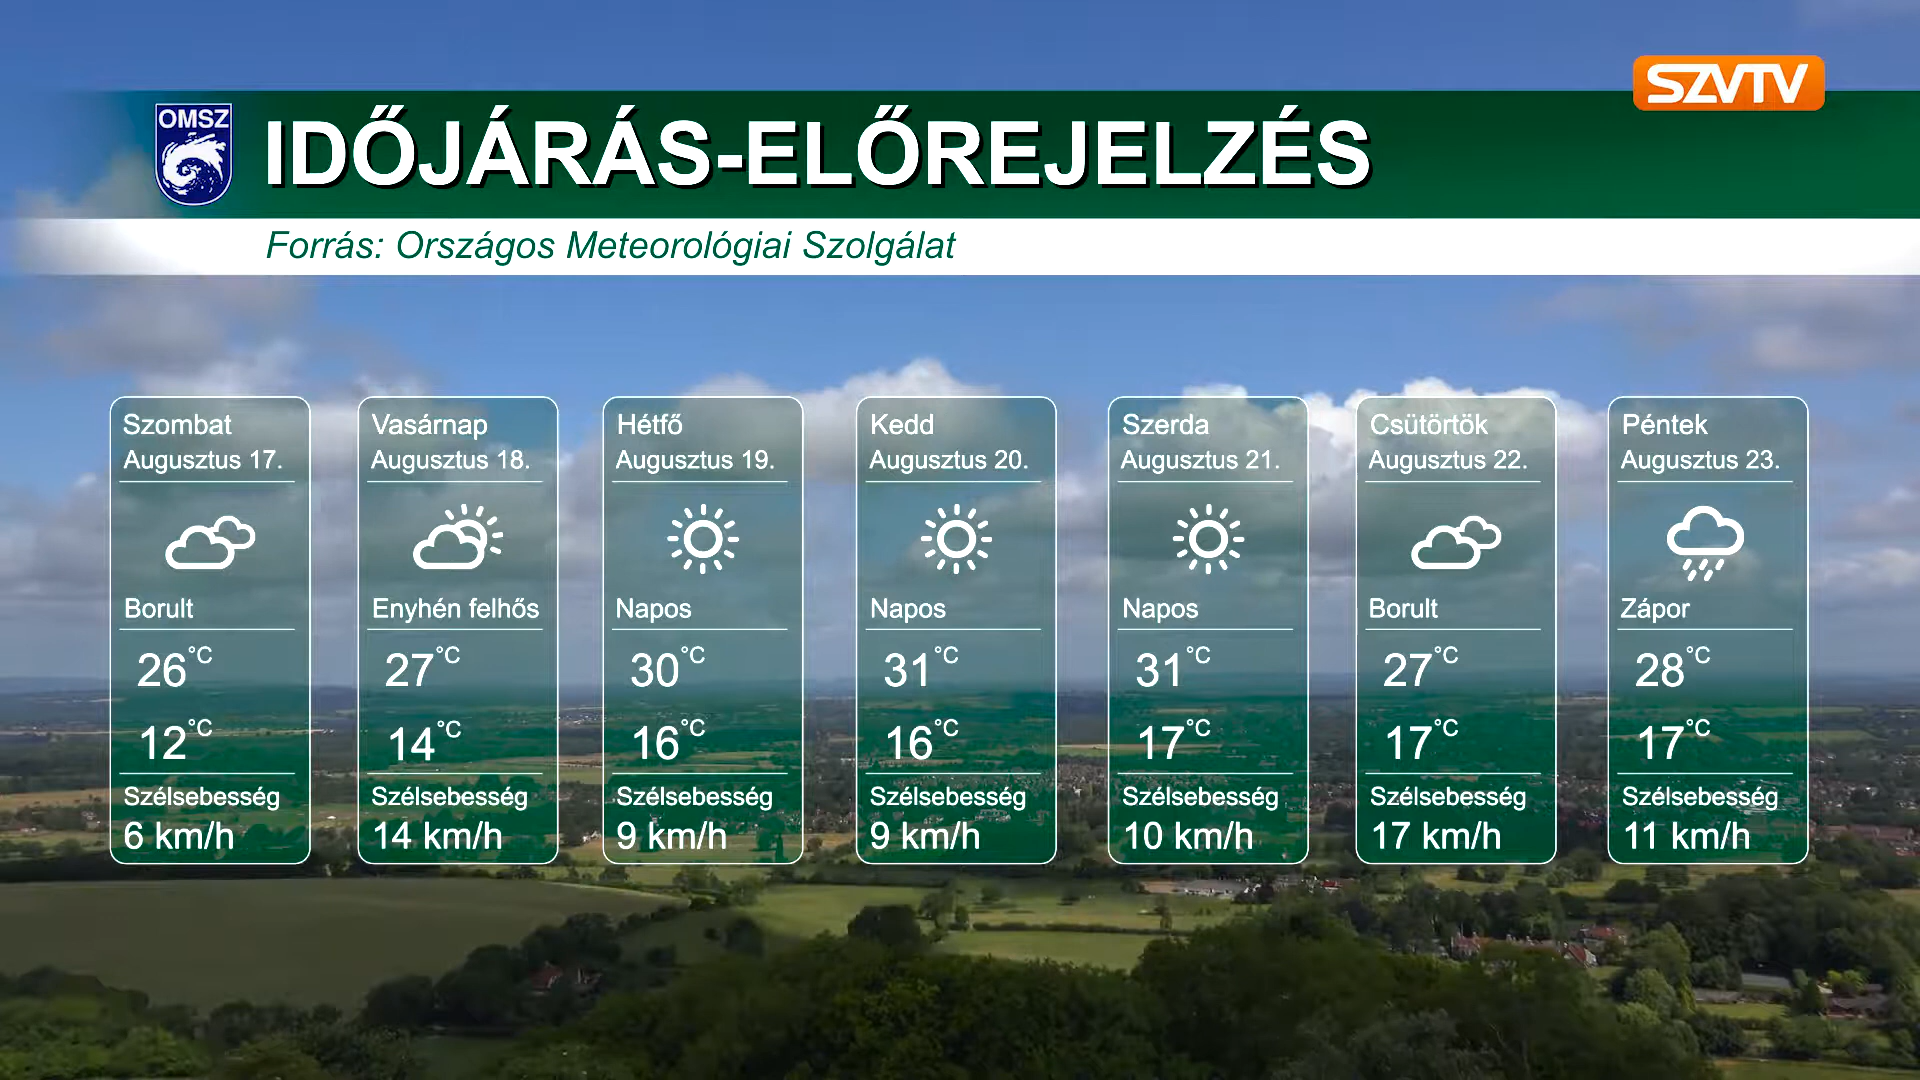 SZVTV
OMSZ
IDŐJÁRÁS-ELŐREJELZÉS
Forrás: Országos Meteorológiai Szolgálat
Szombat
Augusztus 17.
Borult
26°C
12°C
Szélsebesség
6 km/h
Vasárnap
Augusztus 18.
Enyhén felhős
27°C
14°C
Szélsebesség
14 km/h
Hétfő
Augusztus 19.
Napos
30°C
16°C
Szélsebesség
9 km/h
Kedd
Augusztus 20.
Napos
31°C
16°C
Szélsebesség
9 km/h
Szerda
Augusztus 21.
Napos
31°C
17°C
Szélsebesség
10 km/h
Csütörtök
Augusztus 22.
Borult
27°C
17°C
Szélsebesség
17 km/h
Péntek
Augusztus 23.
Zápor
28°C
17°C
Szélsebesség
11 km/h